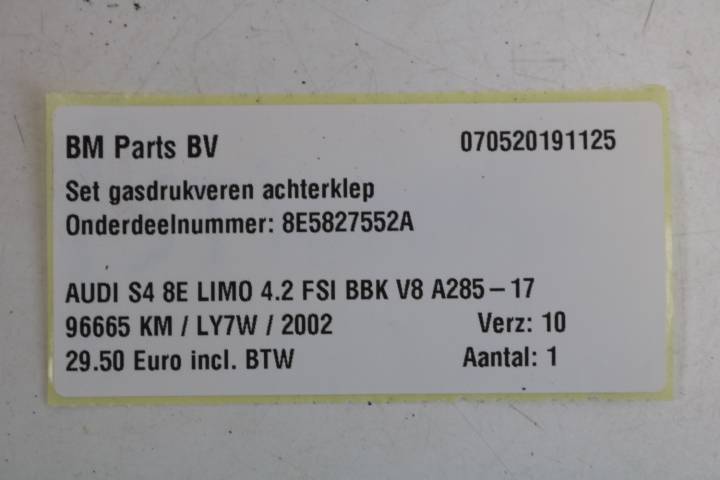 BM Parts BV 070520191125
Set gasdrukveren achterklep
Onderdeelnummer: 8E5827552A
AUDI S4 8E LIMO 4.2 FSI BBK V8 A285-17
96665 KM / LY7W / 2002 Verz: 10
29.50 Euro incl. BTW Aantal: 1